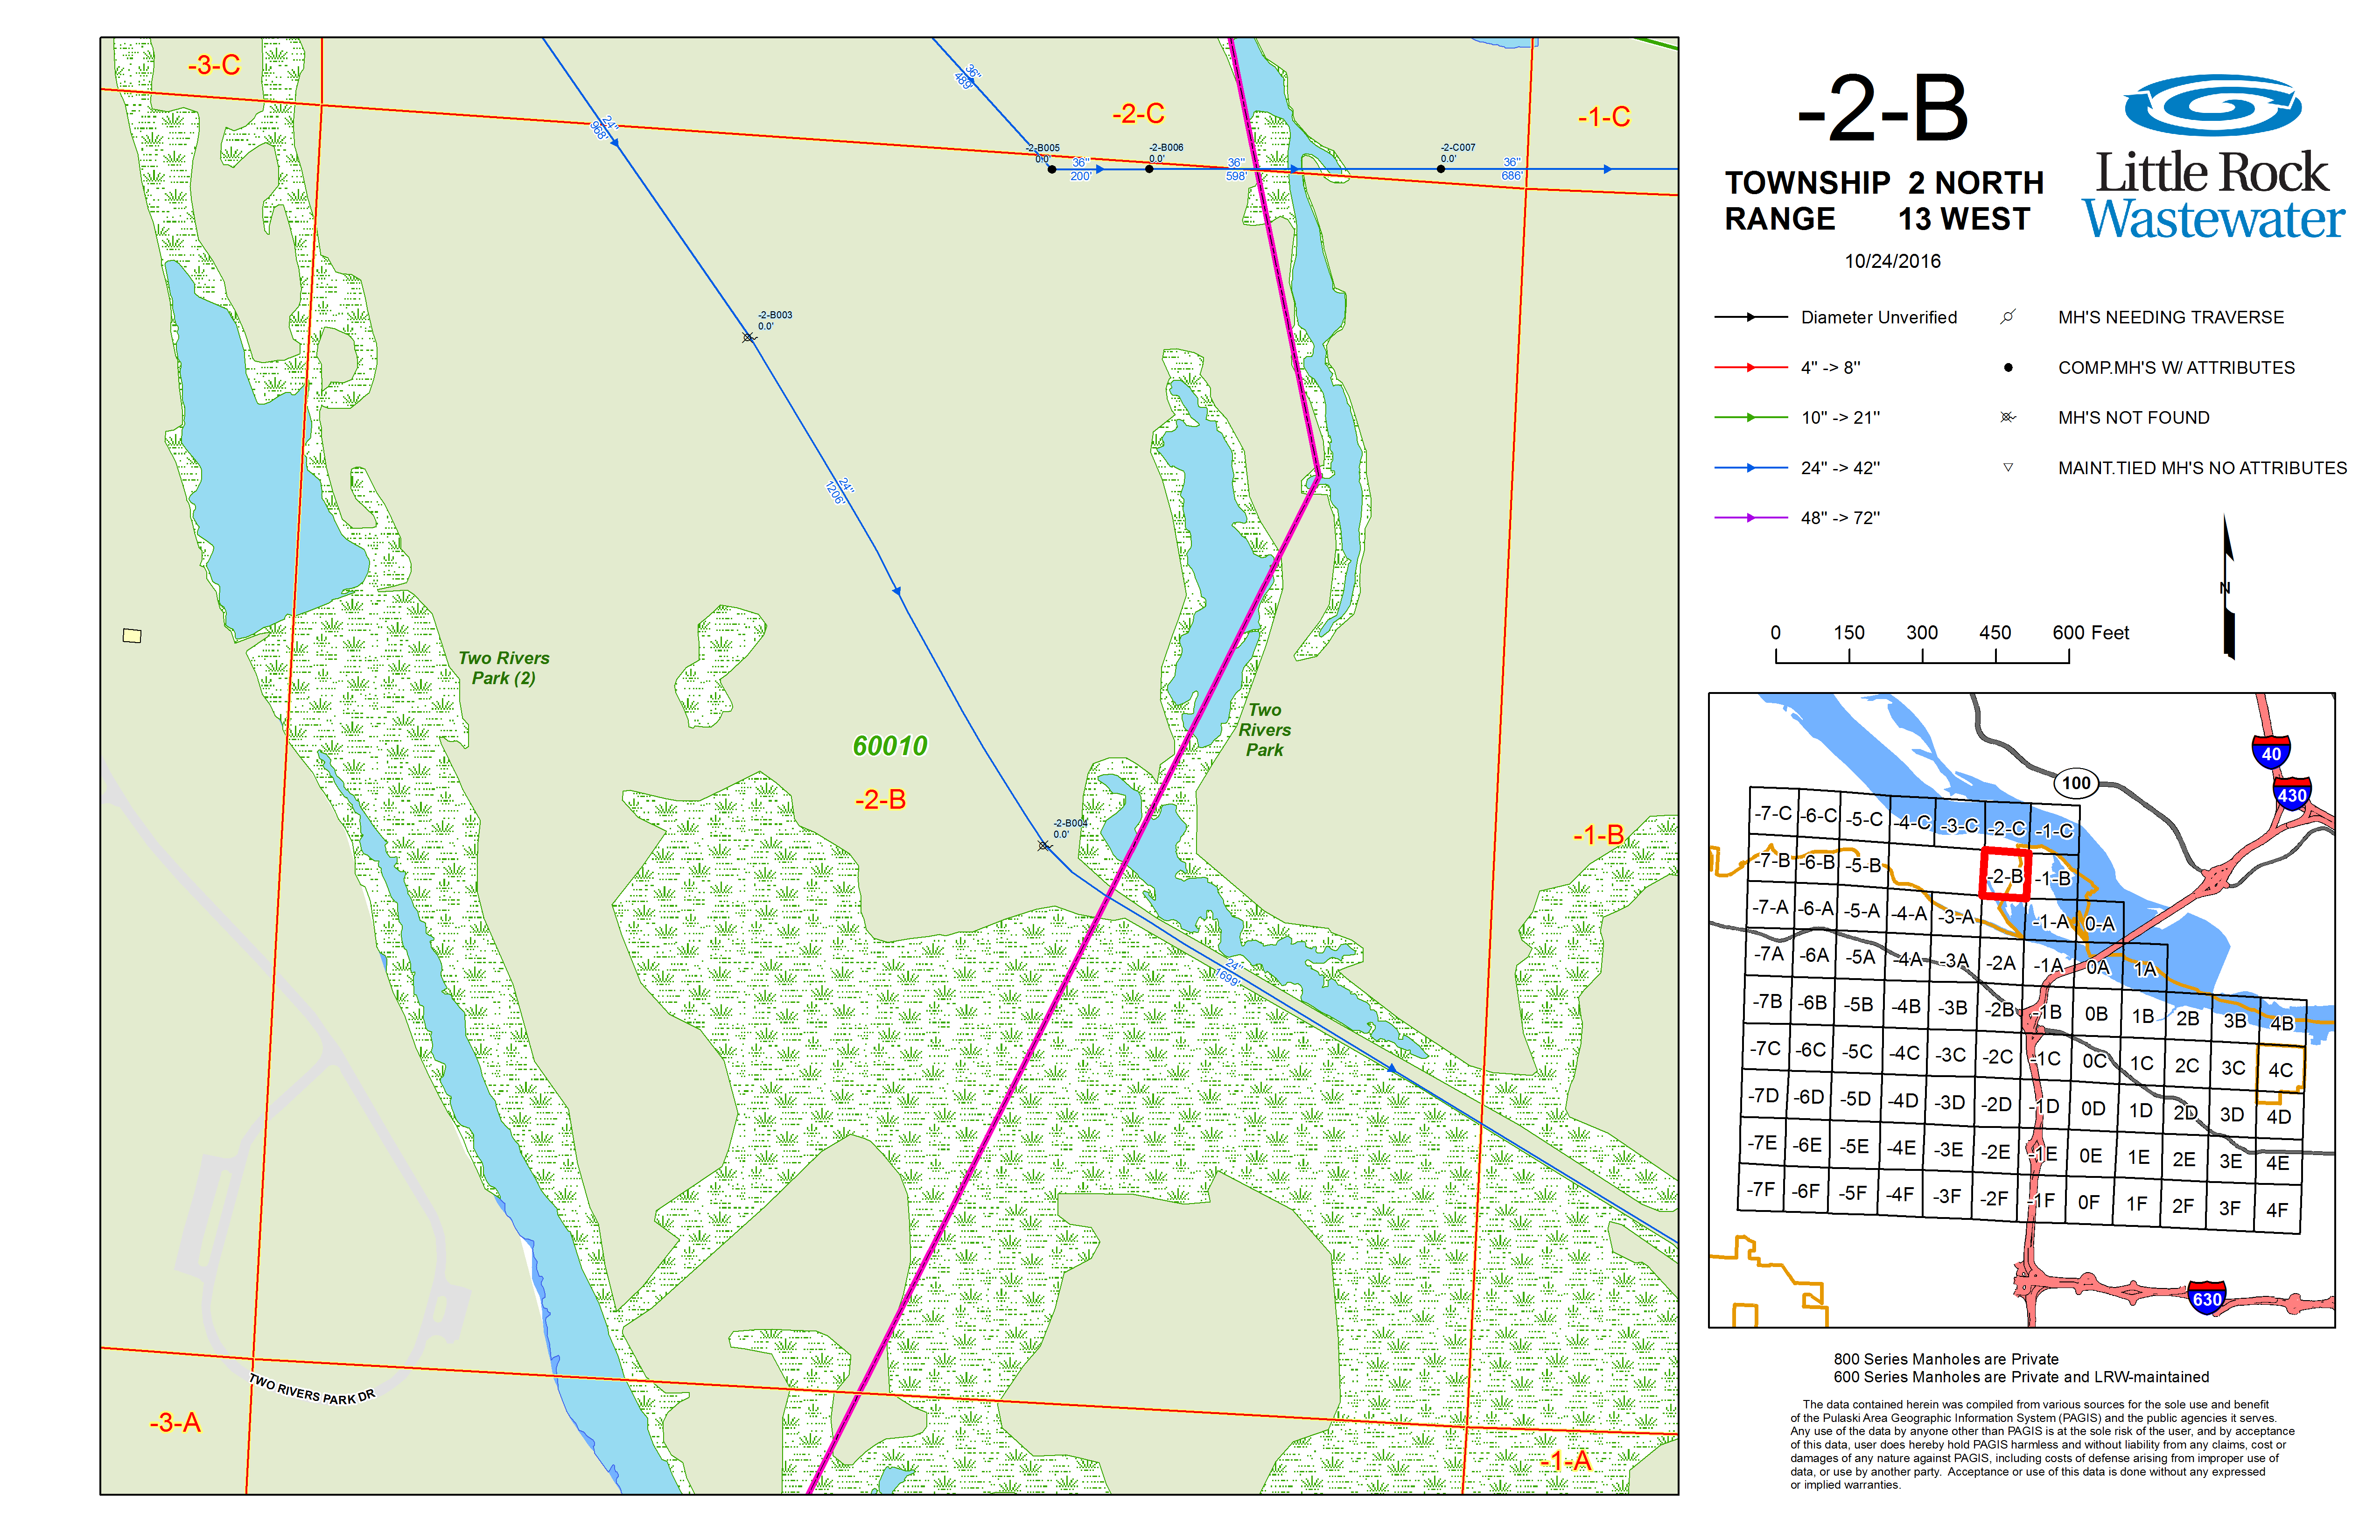 -3-C
-2-C
-1-C
24"
968'
36"
489'
-2-B005
0.0'
36"
200'
-2-B006
0.0'
36"
598'
-2-C007
0.0'
36"
686'
-2-B003
0.0'
24"
1206'
Two Rivers
Park (2)
Two
Rivers
Park
60010
-2-B
-2-B004
0.0'
-1-B
24"
1699'
TWO RIVERS PARK DR
-3-A
-1-A
-2-B
TOWNSHIP 2 NORTH
RANGE 13 WEST
10/24/2016
Little Rock
Wastewater
Diameter Unverified
4" -> 8"
10" -> 21"
24" -> 42"
48" -> 72"
MH'S NEEDING TRAVERSE
COMP.MH'S W/ ATTRIBUTES
MH'S NOT FOUND
MAINT.TIED MH'S NO ATTRIBUTES
N
0 150 300 450 600 Feet
40
430
100
-7-C -6-C -5-C -4-C -3-C -2-C -1-C
-7-B -6-B -5-B -2-B -1-B
-7-A -6-A -5-A -4-A -3-A -1-A 0-A
-7A -6A -5A -4A -3A -2A -1A 0A 1A
-7B -6B -5B -4B -3B -2B -1B 0B 1B 2B 3B 4B
-7C -6C -5C -4C -3C -2C -1C 0C 1C 2C 3C 4C
-7D -6D -5D -4D -3D -2D -1D 0D 1D 2D 3D 4D
-7E -6E -5E -4E -3E -2E -1E 0E 1E 2E 3E 4E
-7F -6F -5F -4F -3F -2F -1F 0F 1F 2F 3F 4F
630
800 Series Manholes are Private
600 Series Manholes are Private and LRW-maintained
The data contained herein was compiled from various sources for the sole use and benefit
of the Pulaski Area Geographic Information System (PAGIS) and the public agencies it serves.
Any use of the data by anyone other than PAGIS is at the sole risk of the user, and by acceptance
of this data, user does hereby hold PAGIS harmless and without liability from any claims, cost or
damages of any nature against PAGIS, including costs of defense arising from improper use of
data, or use by another party. Acceptance or use of this data is done without any expressed
or implied warranties.